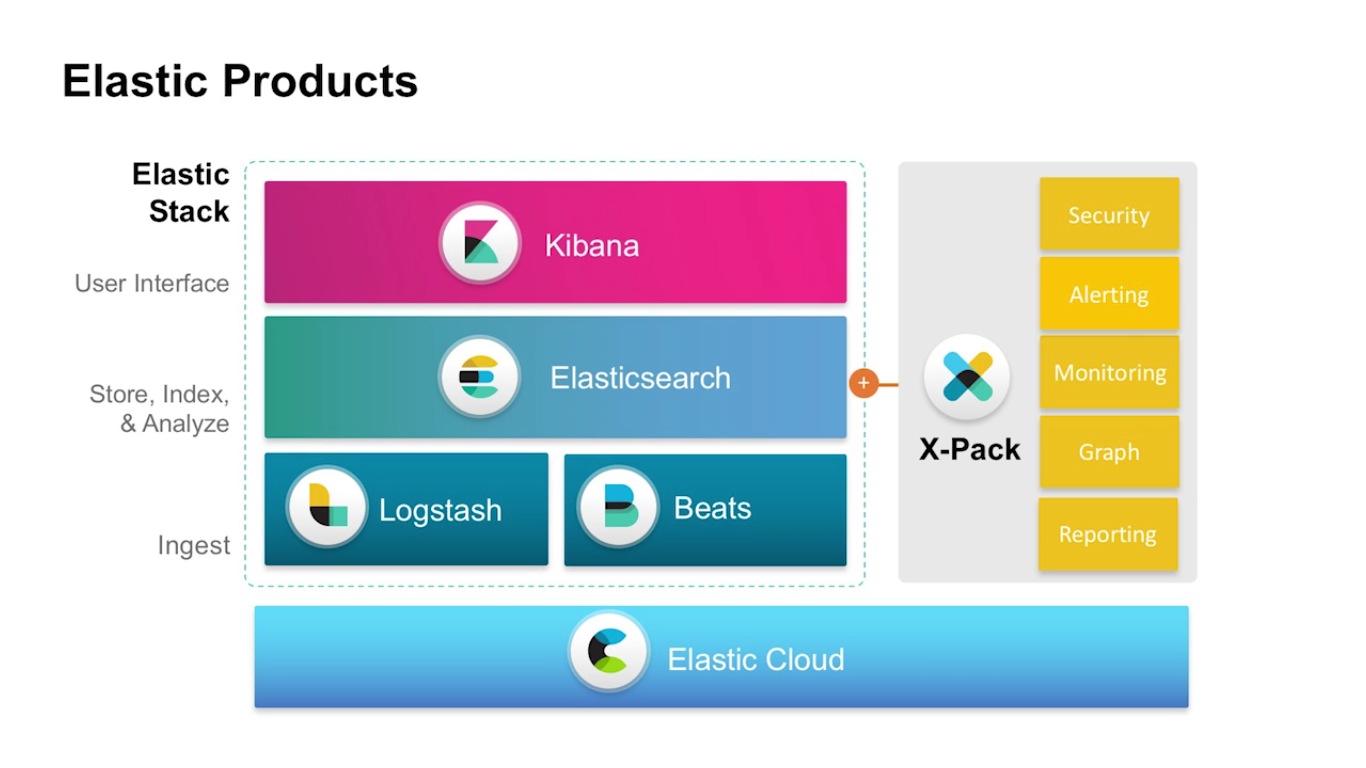 Elastic Products
Elastic
Stack
User Interface
Store, Index,
& Analyze
Ingest
Kibana
Elasticsearch
Logstash
Beats
+
X-Pack
Security
Alerting
Monitoring
Graph
Reporting
Elastic Cloud